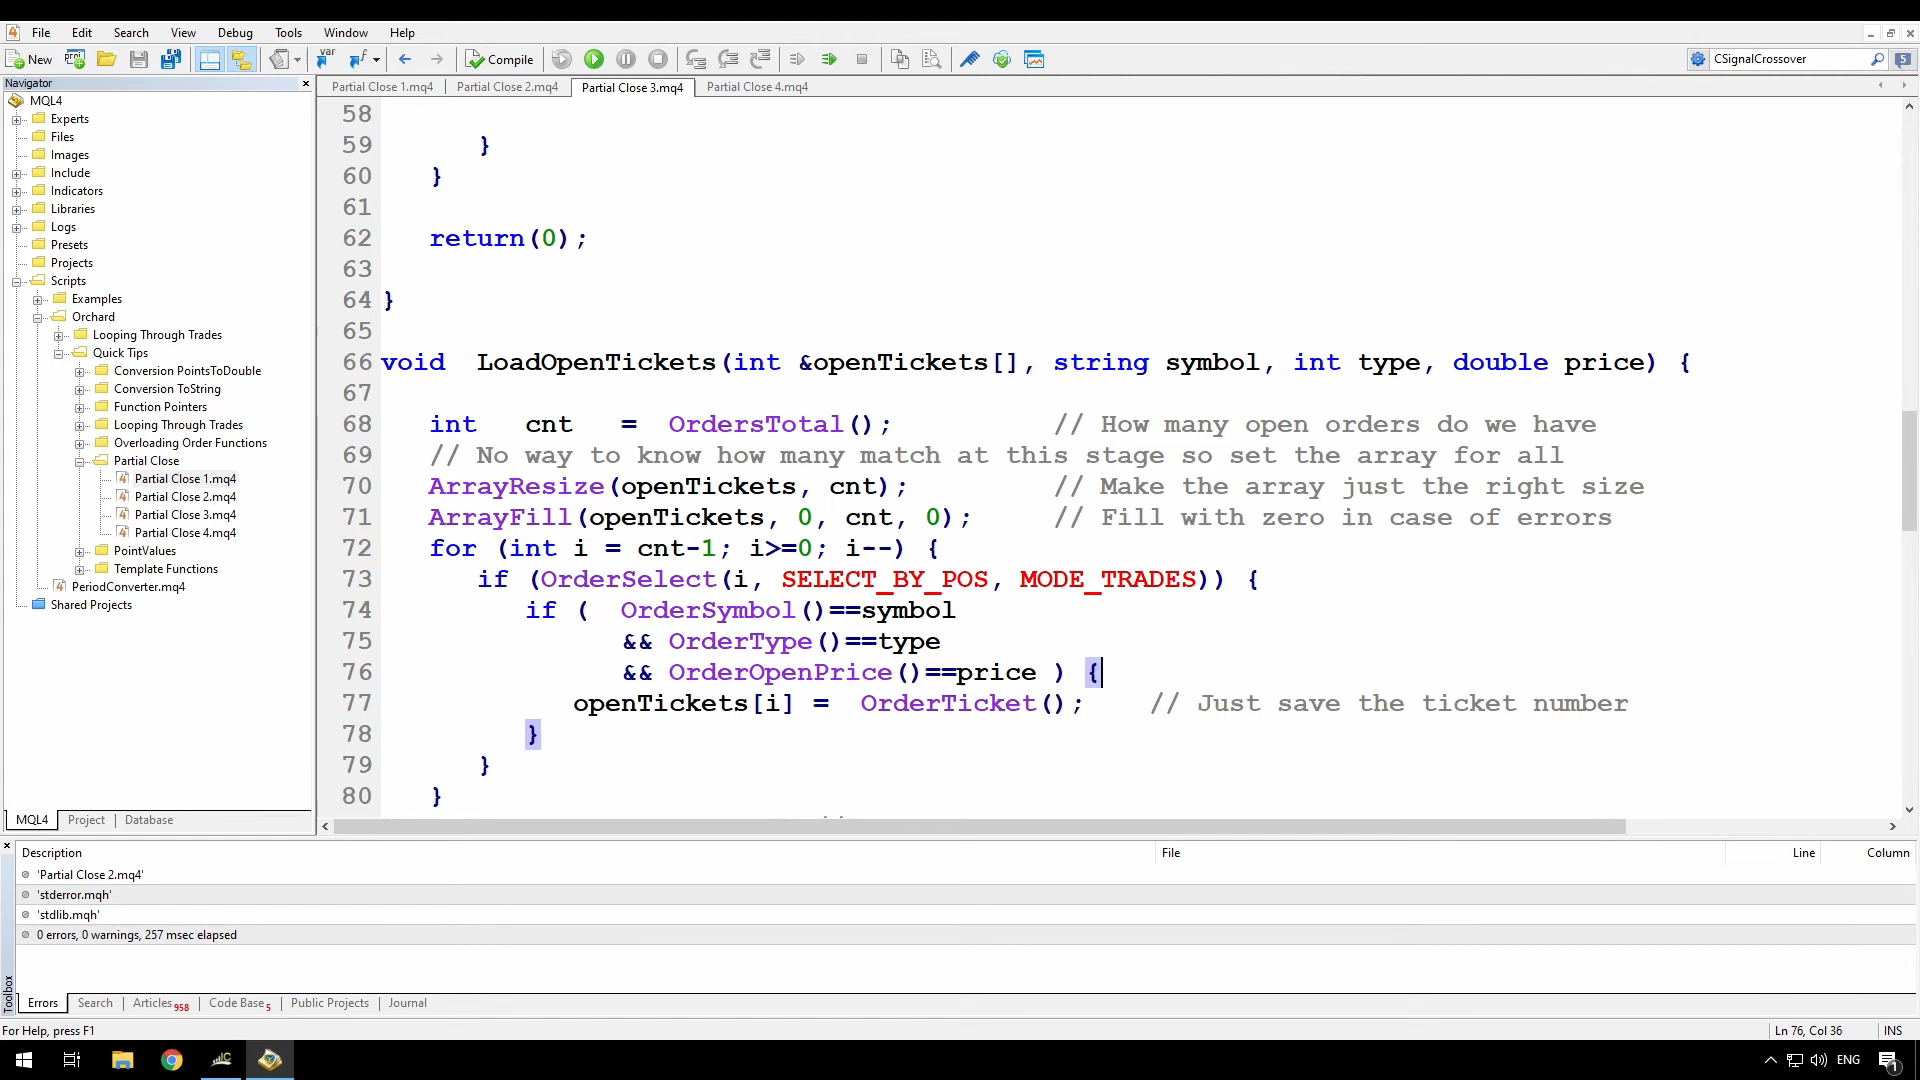 File Edit Search View Debug Tools Window Help
New Compile CSignalCrossover 5
Navigator
Partial Close 1.mq4 Partial Close 2.mq4 Partial Close 3.mq4 Partial Close 4.mq4
MQL4
Experts
Files
Images
Include
Indicators
Libraries
Logs
Presets
Projects
Scripts
Examples
Orchard
Looping Through Trades
Quick Tips
Conversion PointsToDouble
Conversion ToString
Function Pointers
Looping Through Trades
Overloading Order Functions
Partial Close
Partial Close 1.mq4
Partial Close 2.mq4
Partial Close 3.mq4
Partial Close 4.mq4
PointValues
Template Functions
PeriodConverter.mq4
Shared Projects
MQL4 Project Database
58
59 }
60 }
61
62 return(0);
63
64 }
65
66 void LoadOpenTickets(int &openTickets[], string symbol, int type, double price) {
67
68 int cnt = OrdersTotal(); // How many open orders do we have
69 // No way to know how many match at this stage so set the array for all
70 ArrayResize(openTickets, cnt); // Make the array just the right size
71 ArrayFill(openTickets, 0, cnt, 0); // Fill with zero in case of errors
72 for (int i = cnt-1; i>=0; i--) {
73 if (OrderSelect(i, SELECT_BY_POS, MODE_TRADES)) {
74 if ( OrderSymbol()==symbol
75 && OrderType()==type
76 && OrderOpenPrice()==price ) {
77 openTickets[i] = OrderTicket(); // Just save the ticket number
78 }
79 }
80 }
Description File Line Column
'Partial Close 2.mq4'
'stderror.mqh'
'stdlib.mqh'
0 errors, 0 warnings, 257 msec elapsed
Toolbox
Errors Search Articles 958 Code Base 5 Public Projects Journal
For Help, press F1 Ln 76, Col 36 INS
ENG 1